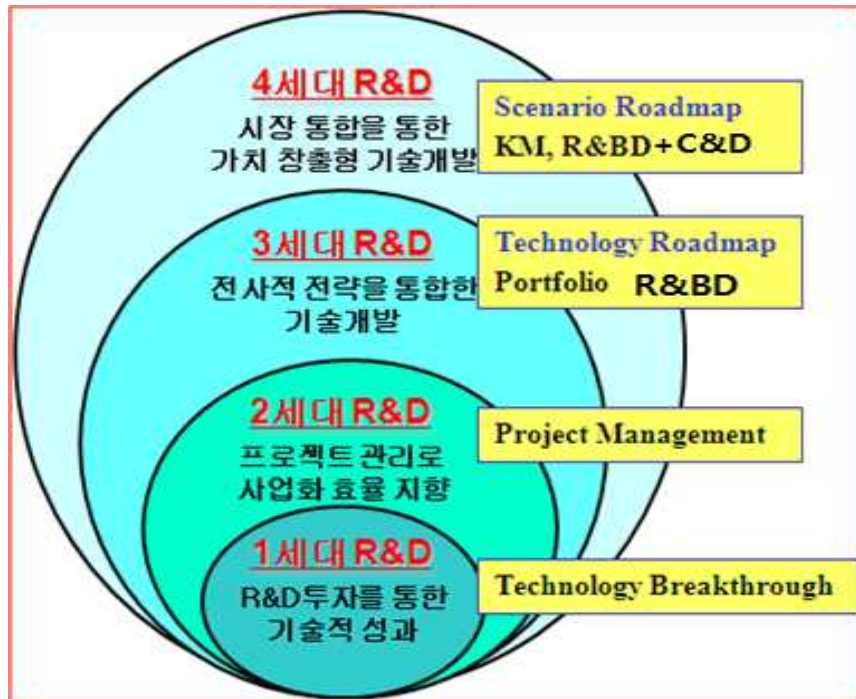 4세대 R&D
시장 통합을 통한
가치 창출형 기술개발
Scenario Roadmap
KM, R&BD+C&D
3세대 R&D
전사적 전략을 통합한
기술개발
Technology Roadmap
Portfolio R&BD
2세대 R&D
프로젝트 관리로
사업화 효율 지향
Project Management
1세대 R&D
R&D투자를 통한
기술적 성과
Technology Breakthrough